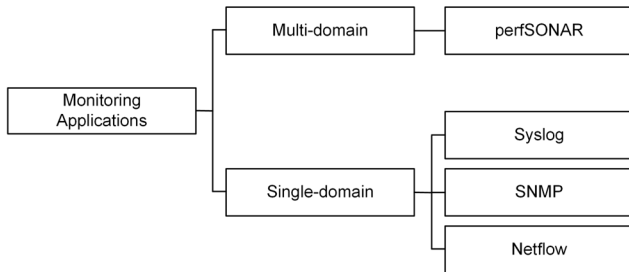 Monitoring
Applications
Multi-domain
perfSONAR
Single-domain
Syslog
SNMP
Netflow